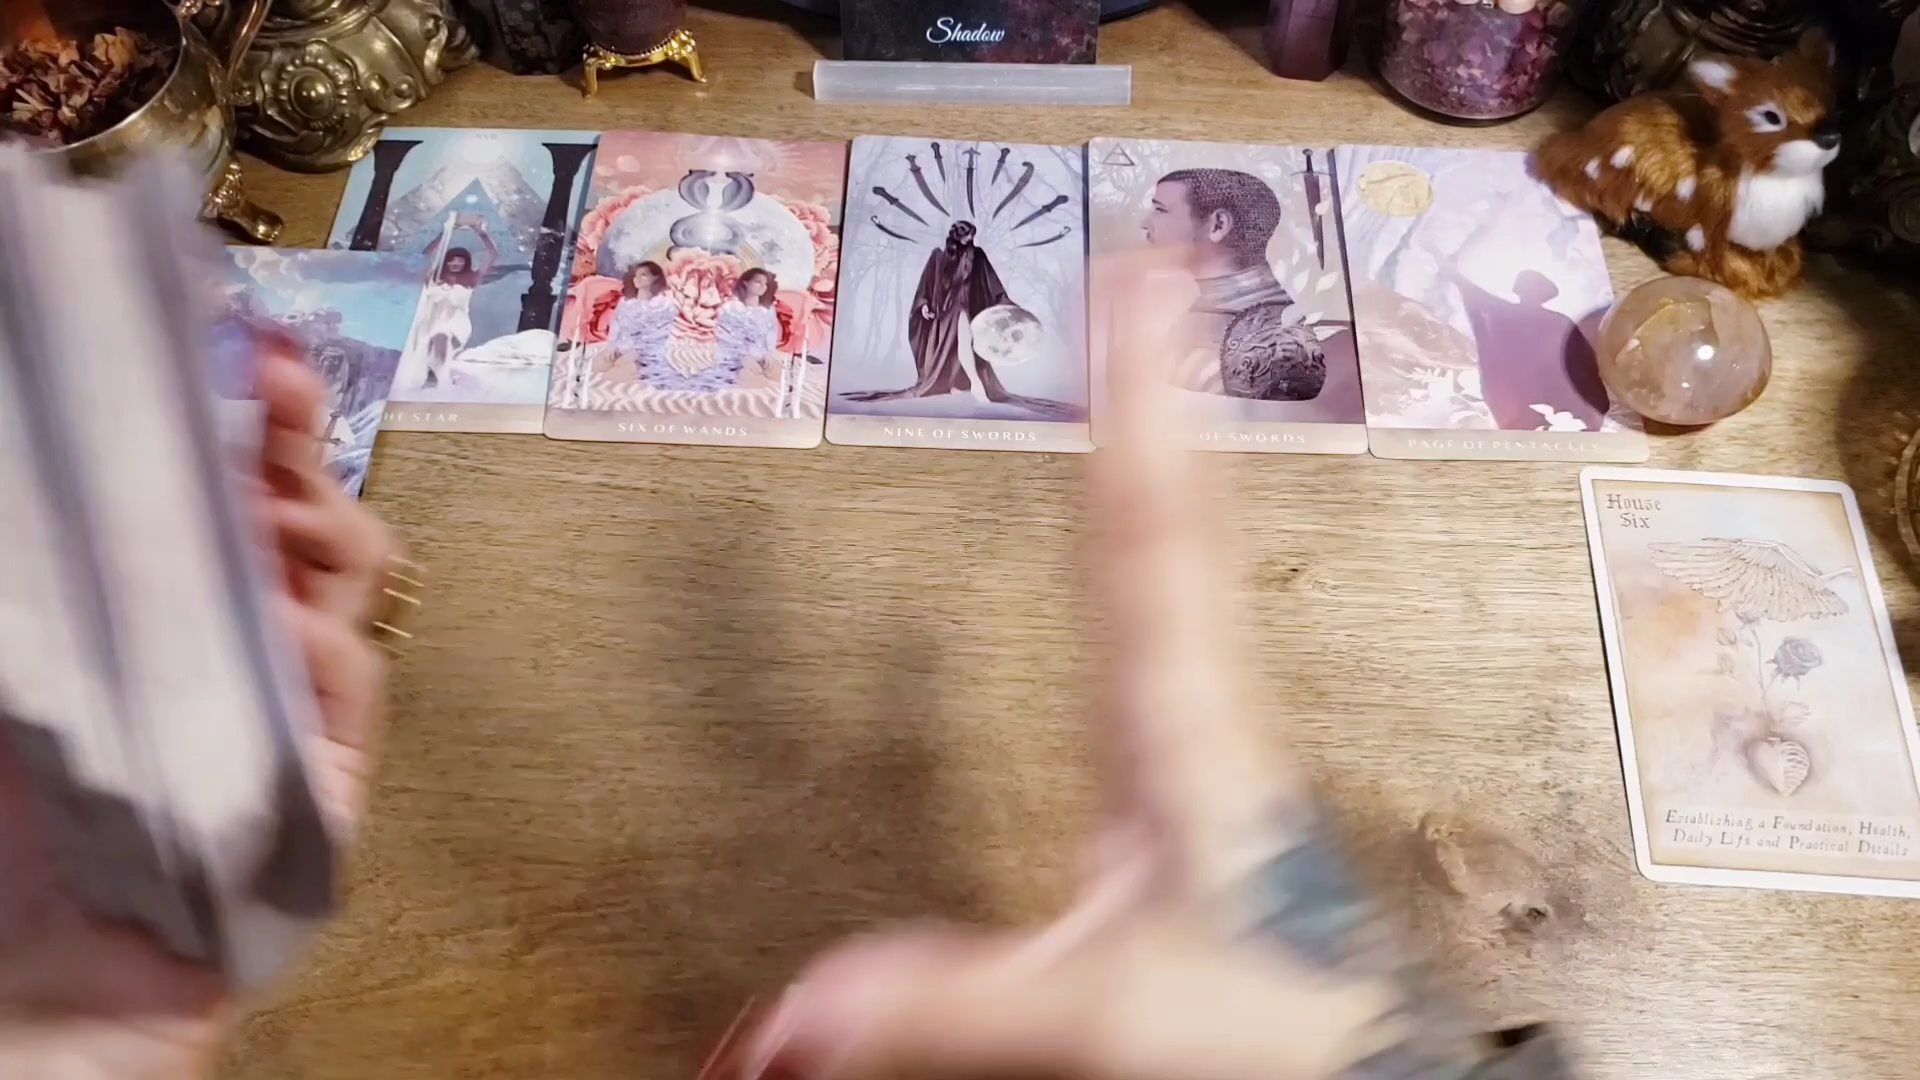 Shadow
XVII
HE STAR
SIX OF WANDS
NINE OF SWORDS
OF SWORDS
PAGE OF PENTACLES
House
Six
Establishing a Foundation, Health,
Daily Life and Practical Details